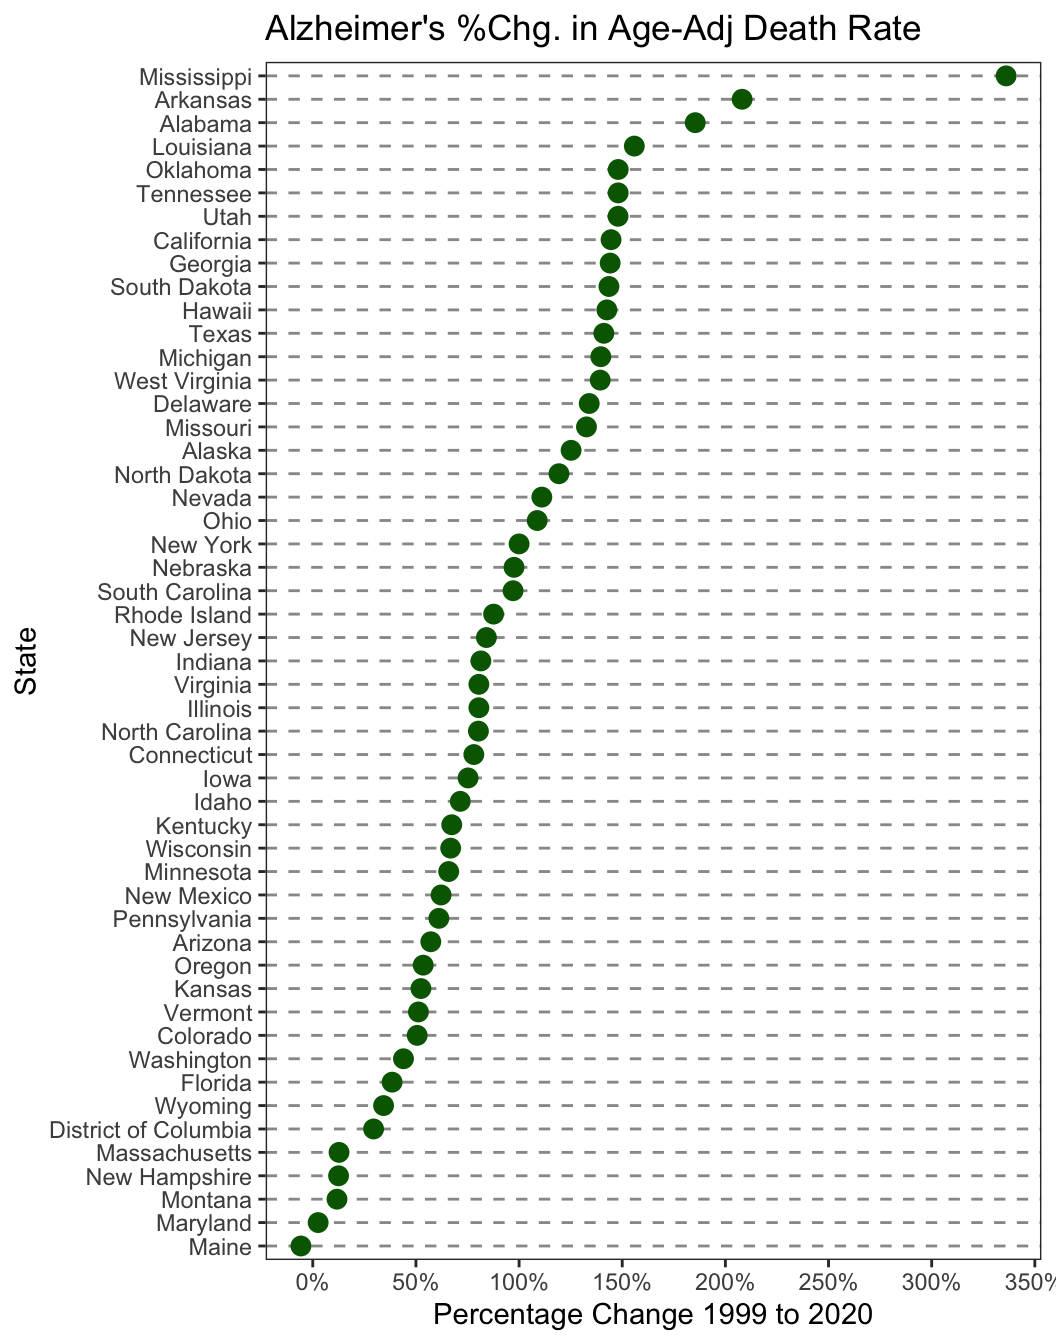 Alzheimer's %Chg. in Age-Adj Death Rate
State
Mississippi
Arkansas
Alabama
Louisiana
Oklahoma
Tennessee
Utah
California
Georgia
South Dakota
Hawaii
Texas
Michigan
West Virginia
Delaware
Missouri
Alaska
North Dakota
Nevada
Ohio
New York
Nebraska
South Carolina
Rhode Island
New Jersey
Indiana
Virginia
Illinois
North Carolina
Connecticut
Iowa
Idaho
Kentucky
Wisconsin
Minnesota
New Mexico
Pennsylvania
Arizona
Oregon
Kansas
Vermont
Colorado
Washington
Florida
Wyoming
District of Columbia
Massachusetts
New Hampshire
Montana
Maryland
Maine
0% 50% 100% 150% 200% 250% 300% 350%
Percentage Change 1999 to 2020